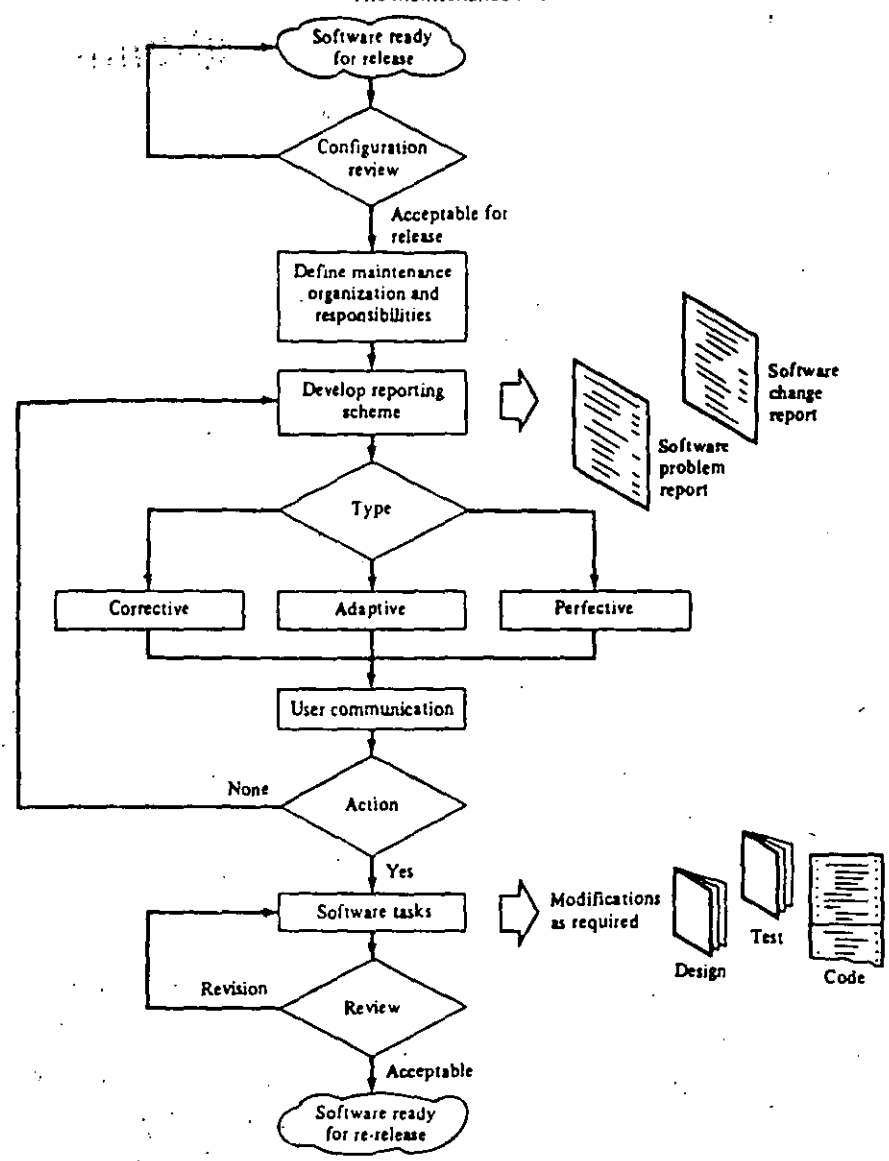 Software ready
for release
Configuration
review
Acceptable for
release
Define maintenance
organization and
responsibilities
Develop reporting
scheme
Software
change
report
Software
problem
report
Type
Corrective
Adaptive
Perfective
User communication
None
Action
Yes
Software tasks
Modifications
as required
Design
Test
Code
Revision
Review
Acceptable
Software ready
for re-release